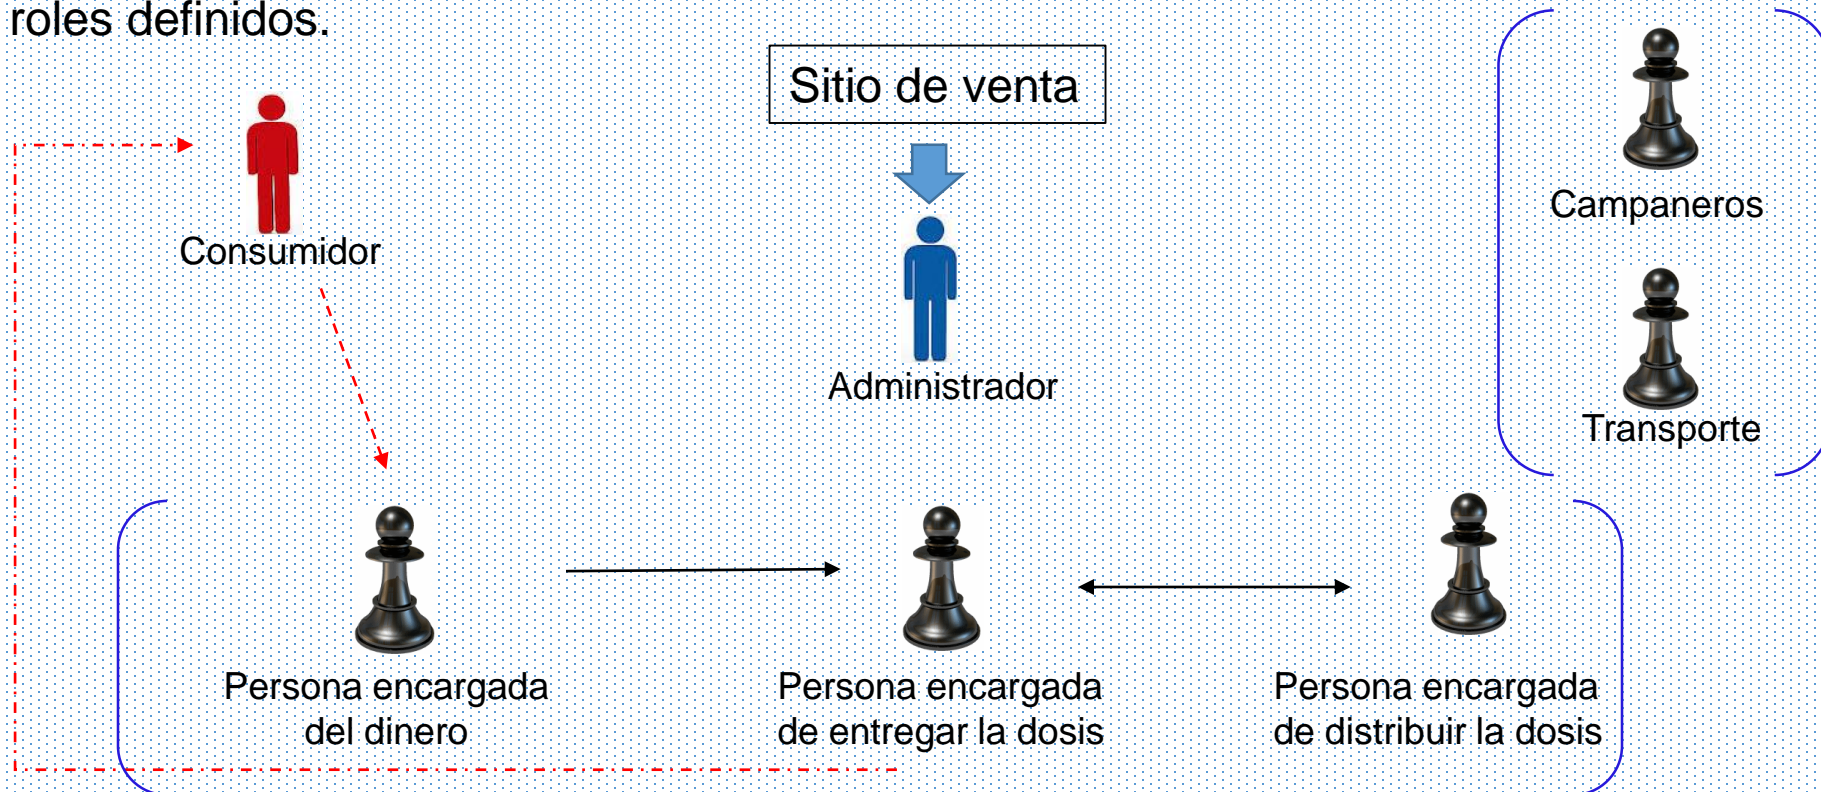 roles definidos.
Sitio de venta
Consumidor
Administrador
Campaneros
Transporte
Persona encargada
del dinero
Persona encargada
de entregar la dosis
Persona encargada
de distribuir la dosis